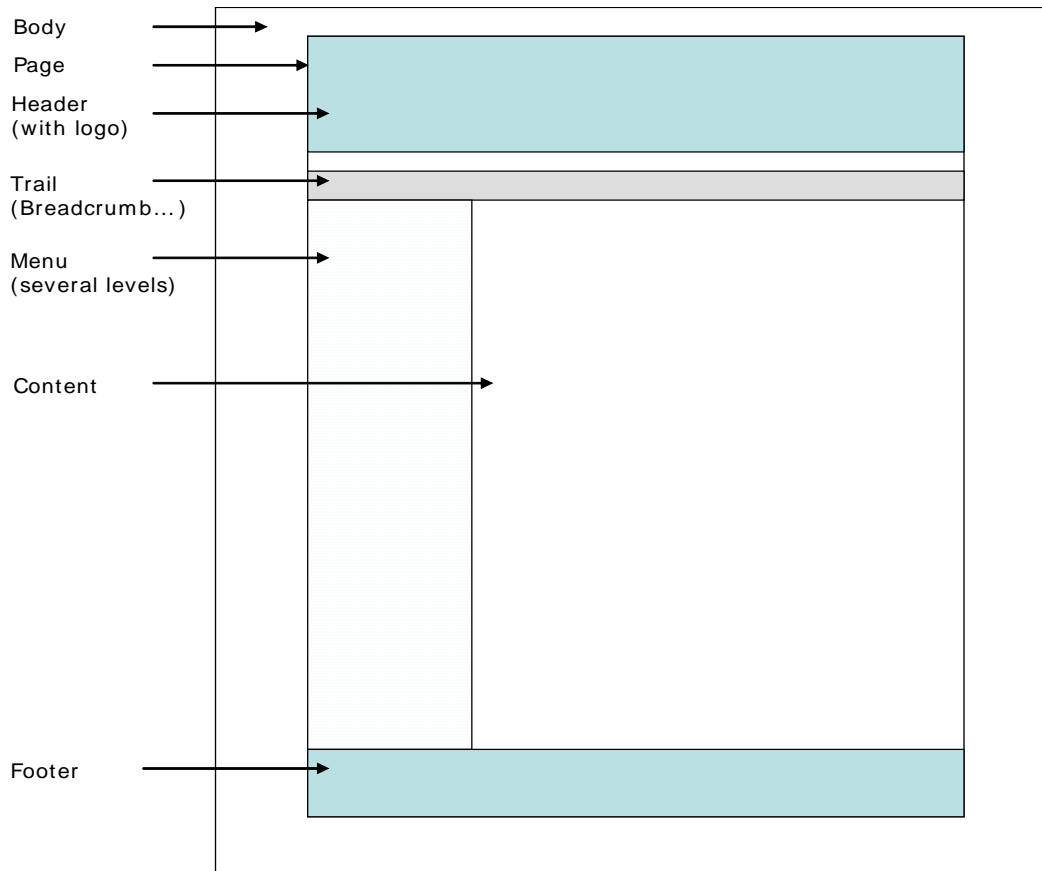 Body
Page
Header
(with logo)
Trail
(Breadcrumb...)
Menu
(several levels)
Content
Footer